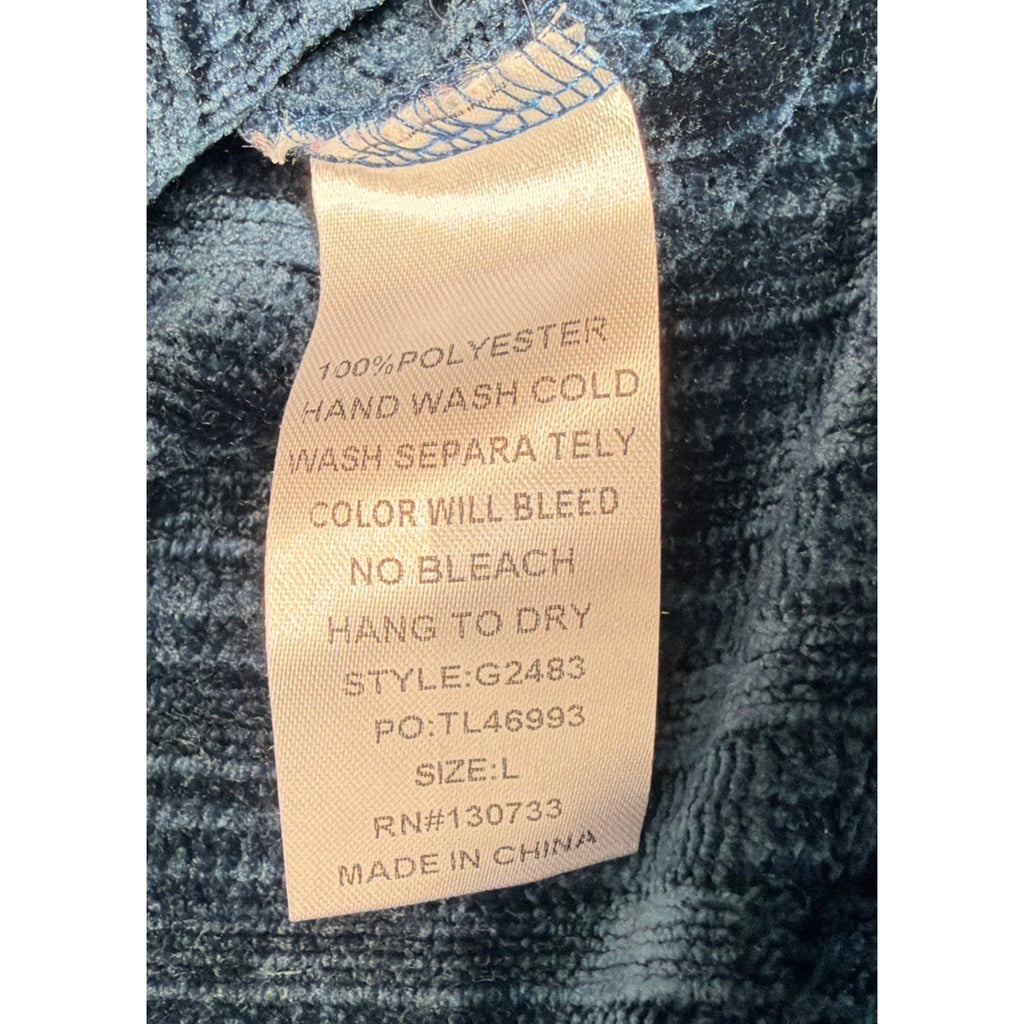 100%POLYESTER
HAND WASH COLD
WASH SEPARA TELY
COLOR WILL BLEED
NO BLEACH
HANG TO DRY
STYLE:G2483
PO:TL46993
SIZE:L
RN#130733
MADE IN CHINA